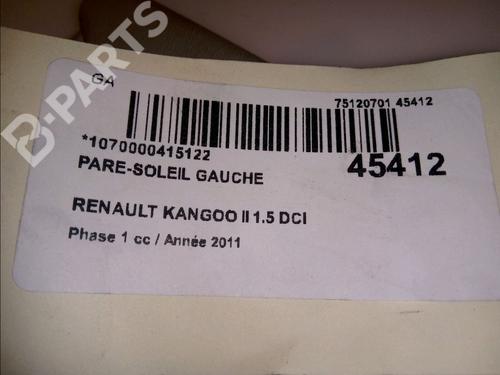 B-PARTS
GA
75120701 45412
*1070000415122
45412
PARE-SOLEIL GAUCHE
RENAULT KANGOO II 1.5 DCI
Phase 1 cc / Année 2011